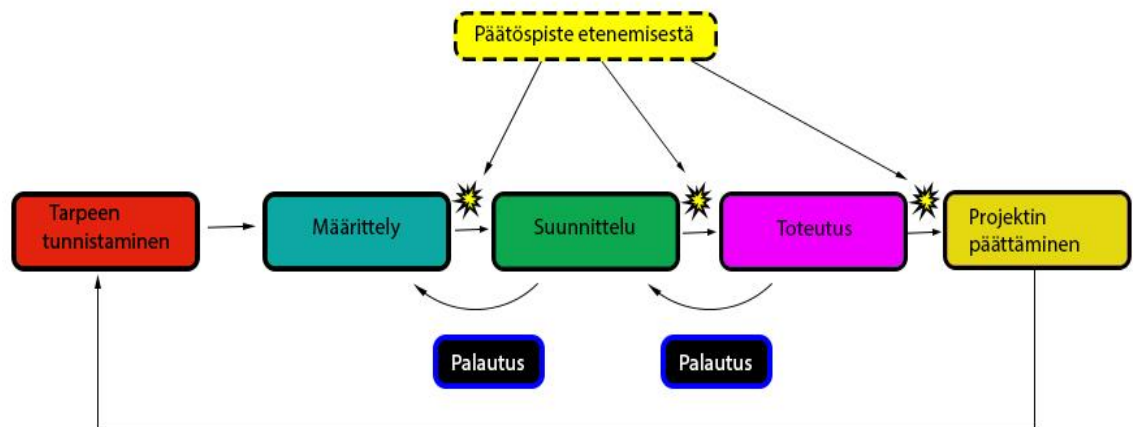 Päätöspiste etenemisestä
Tarpeen
tunnistaminen
Määrittely
Suunnittelu
Toteutus
Projektin
päättäminen
Palautus
Palautus